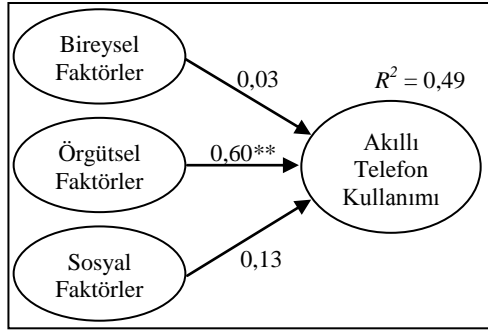 Bireysel
Faktörler
0,03
R² = 0,49
Örgütsel
Faktörler
0,60**
Akıllı
Telefon
Kullanımı
Sosyal
Faktörler
0,13